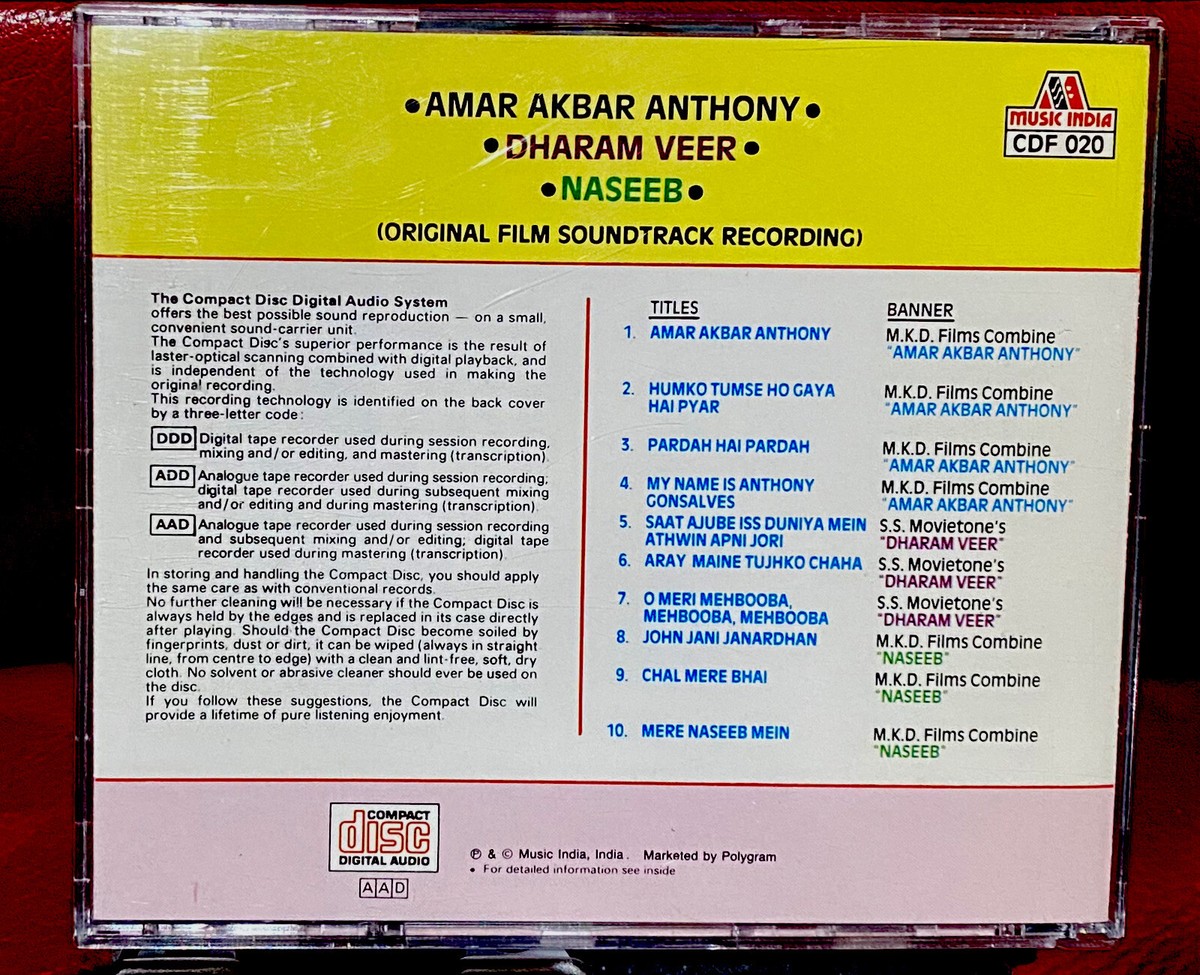 • AMAR AKBAR ANTHONY •
• DHARAM VEER •
• NASEEB •
(ORIGINAL FILM SOUNDTRACK RECORDING)
MUSIC INDIA
CDF 020
The Compact Disc Digital Audio System
offers the best possible sound reproduction — on a small,
convenient sound-carrier unit.
The Compact Disc's superior performance is the result of
laster-optical scanning combined with digital playback, and
is independent of the technology used in making the
original recording.
This recording technology is identified on the back cover
by a three-letter code:
DDD Digital tape recorder used during session recording,
mixing and/or editing, and mastering (transcription).
ADD Analogue tape recorder used during session recording;
digital tape recorder used during subsequent mixing
and/or editing and during mastering (transcription).
AAD Analogue tape recorder used during session recording
and subsequent mixing and/or editing; digital tape
recorder used during mastering (transcription).
In storing and handling the Compact Disc, you should apply
the same care as with conventional records.
No further cleaning will be necessary if the Compact Disc is
always held by the edges and is replaced in its case directly
after playing. Should the Compact Disc become soiled by
fingerprints, dust or dirt, it can be wiped (always in straight
line, from centre to edge) with a clean and lint-free, soft, dry
cloth. No solvent or abrasive cleaner should ever be used on
the disc.
If you follow these suggestions, the Compact Disc will
provide a lifetime of pure listening enjoyment.
TITLES BANNER
1. AMAR AKBAR ANTHONY M.K.D. Films Combine
"AMAR AKBAR ANTHONY"
2. HUMKO TUMSE HO GAYA M.K.D. Films Combine
HAI PYAR "AMAR AKBAR ANTHONY"
3. PARDAH HAI PARDAH M.K.D. Films Combine
"AMAR AKBAR ANTHONY"
4. MY NAME IS ANTHONY M.K.D. Films Combine
GONSALVES "AMAR AKBAR ANTHONY"
5. SAAT AJUBE ISS DUNIYA MEIN S.S. Movietone's
ATHWIN APNI JORI "DHARAM VEER"
6. ARAY MAINE TUJHKO CHAHA S.S. Movietone's
"DHARAM VEER"
7. O MERI MEHBOOBA, S.S. Movietone's
MEHBOOBA, MEHBOOBA "DHARAM VEER"
8. JOHN JANI JANARDHAN M.K.D. Films Combine
"NASEEB"
9. CHAL MERE BHAI M.K.D. Films Combine
"NASEEB"
10. MERE NASEEB MEIN M.K.D. Films Combine
"NASEEB"
COMPACT
disc
DIGITAL AUDIO
AAD
℗ & © Music India, India. Marketed by Polygram
• For detailed information see inside